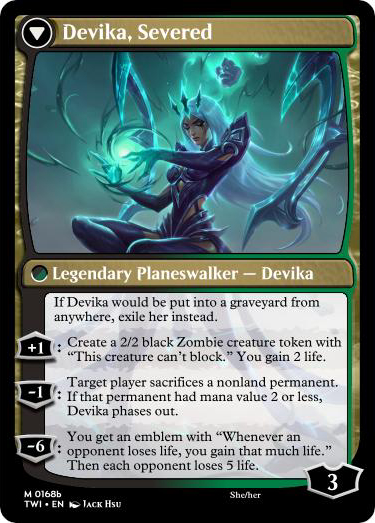 Devika, Severed
Legendary Planeswalker — Devika
If Devika would be put into a graveyard from
anywhere, exile her instead.
+1: Create a 2/2 black Zombie creature token with
“This creature can’t block.” You gain 2 life.
-1: Target player sacrifices a nonland permanent.
If that permanent had mana value 2 or less,
Devika phases out.
-6: You get an emblem with “Whenever an
opponent loses life, you gain that much life.”
Then each opponent loses 5 life.
3
M 0168b
TWI • EN Jack Hsu
She/her